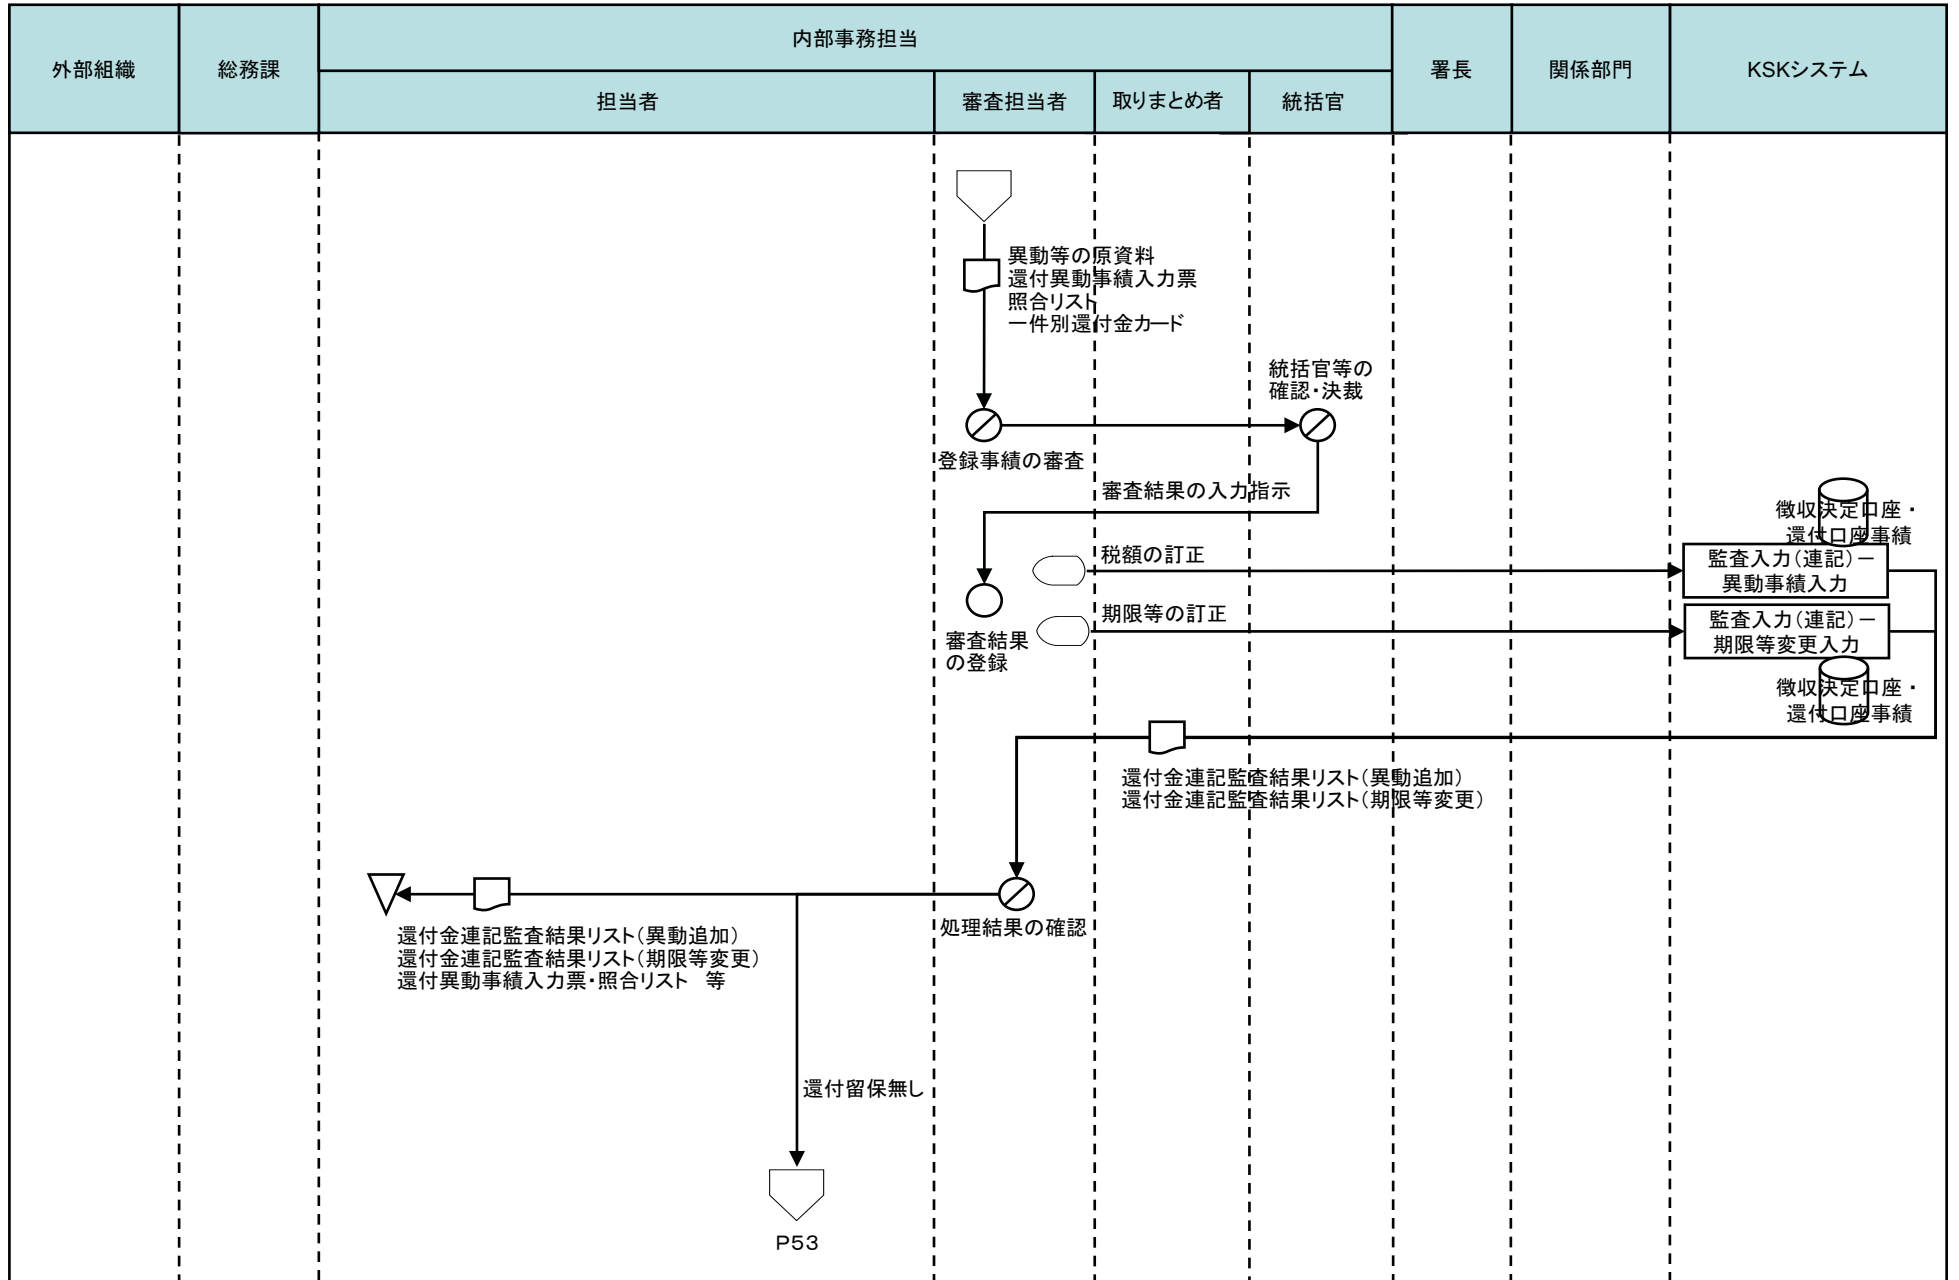 外部組織
総務課
内部事務担当
担当者
審査担当者
取りまとめ者
統括官
署長
関係部門
KSKシステム
異動等の原資料
還付異動事績入力票
照合リスト
一件別還付金カード
統括官等の
確認・決裁
登録事績の審査
審査結果の入力指示
徴収決定口座・
還付口座事績
税額の訂正
監査入力(連記)－
異動事績入力
期限等の訂正
監査入力(連記)－
期限等変更入力
審査結果
の登録
徴収決定口座・
還付口座事績
還付金連記監査結果リスト(異動追加)
還付金連記監査結果リスト(期限等変更)
処理結果の確認
還付金連記監査結果リスト(異動追加)
還付金連記監査結果リスト(期限等変更)
還付異動事績入力票・照合リスト　等
還付留保無し
P53